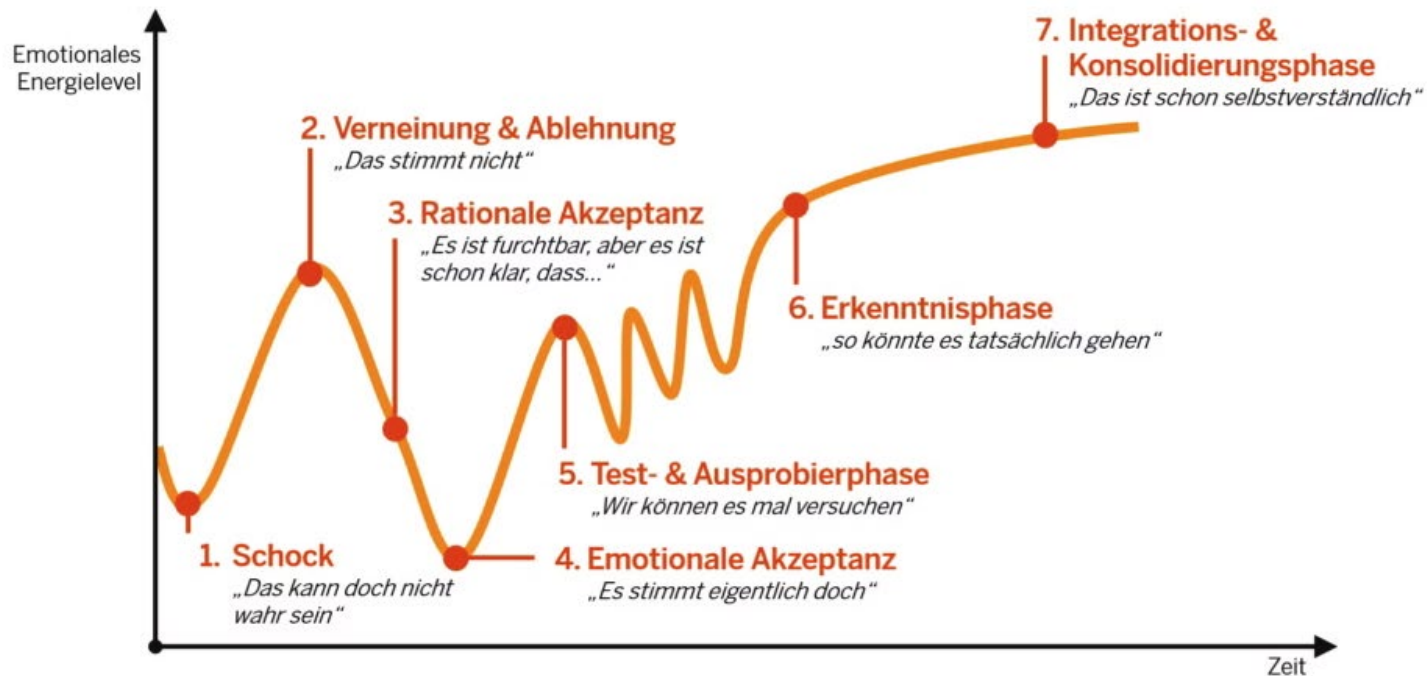 Emotionales
Energielevel
7. Integrations- &
Konsolidierungsphase
„Das ist schon selbstverständlich“
2. Verneinung & Ablehnung
„Das stimmt nicht“
3. Rationale Akzeptanz
„Es ist furchtbar, aber es ist
schon klar, dass...“
6. Erkenntnisphase
„so könnte es tatsächlich gehen“
5. Test- & Ausprobierphase
„Wir können es mal versuchen“
1. Schock
„Das kann doch nicht
wahr sein“
4. Emotionale Akzeptanz
„Es stimmt eigentlich doch“
Zeit